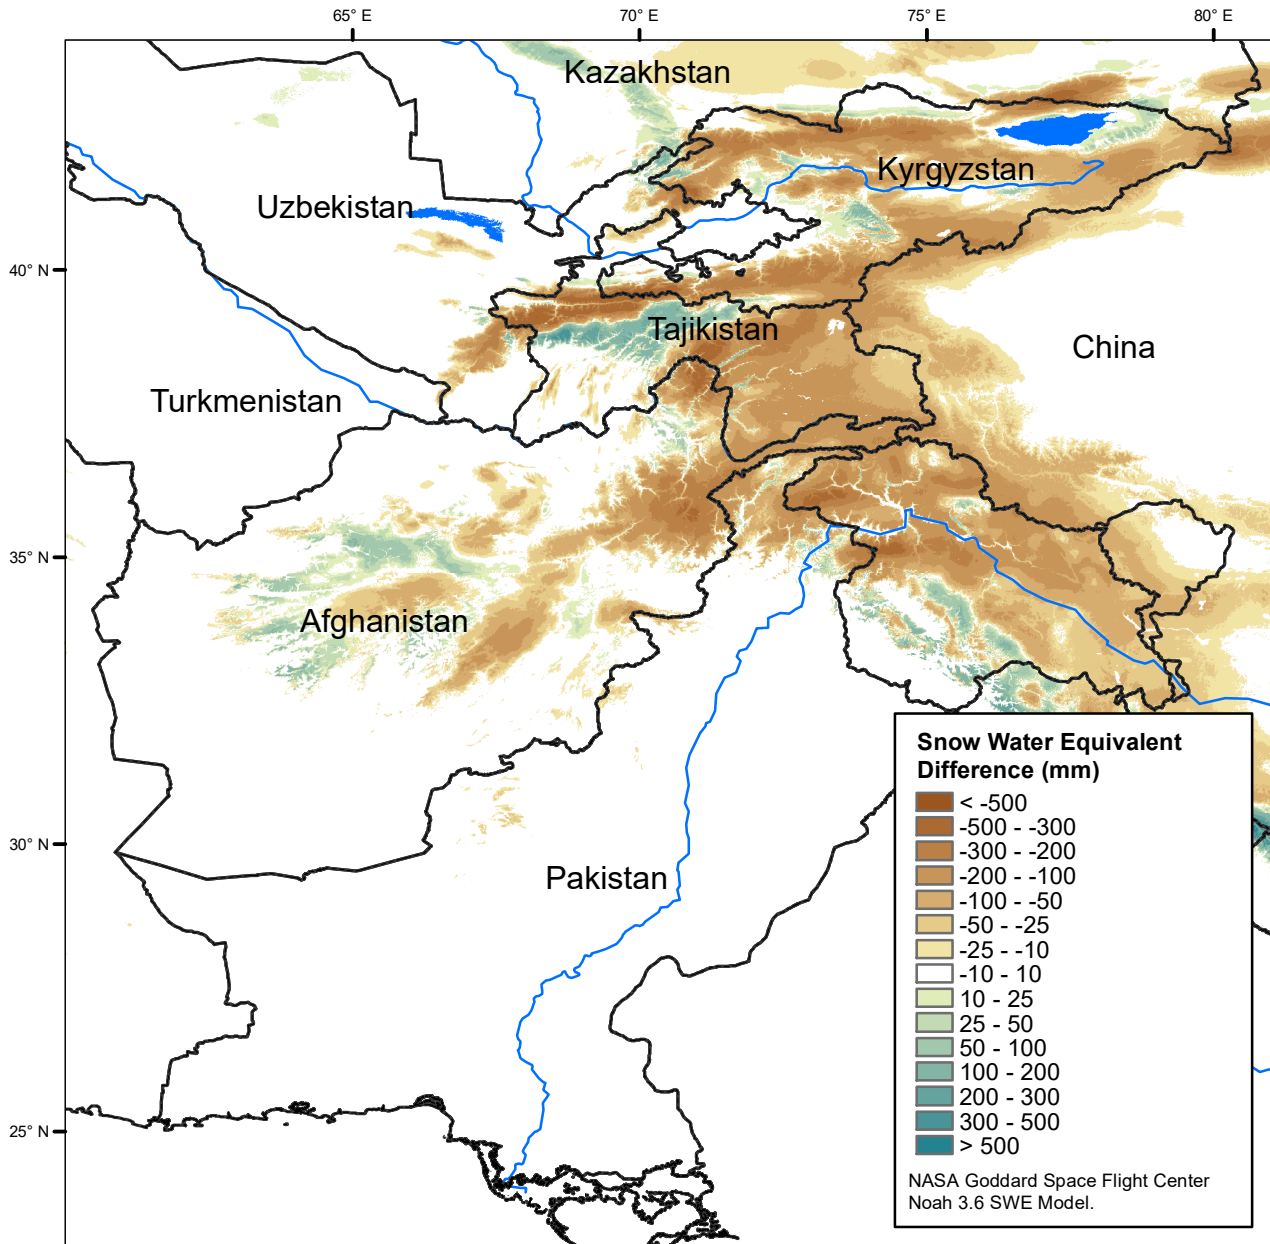 65° E
70° E
75° E
80° E
Kazakhstan
Kyrgyzstan
Uzbekistan
40° N
Tajikistan
China
Turkmenistan
35° N
Afghanistan
30° N
Pakistan
25° N
Snow Water Equivalent
Difference (mm)
< -500
-500 - -300
-300 - -200
-200 - -100
-100 - -50
-50 - -25
-25 - -10
-10 - 10
10 - 25
25 - 50
50 - 100
100 - 200
200 - 300
300 - 500
> 500
NASA Goddard Space Flight Center
Noah 3.6 SWE Model.